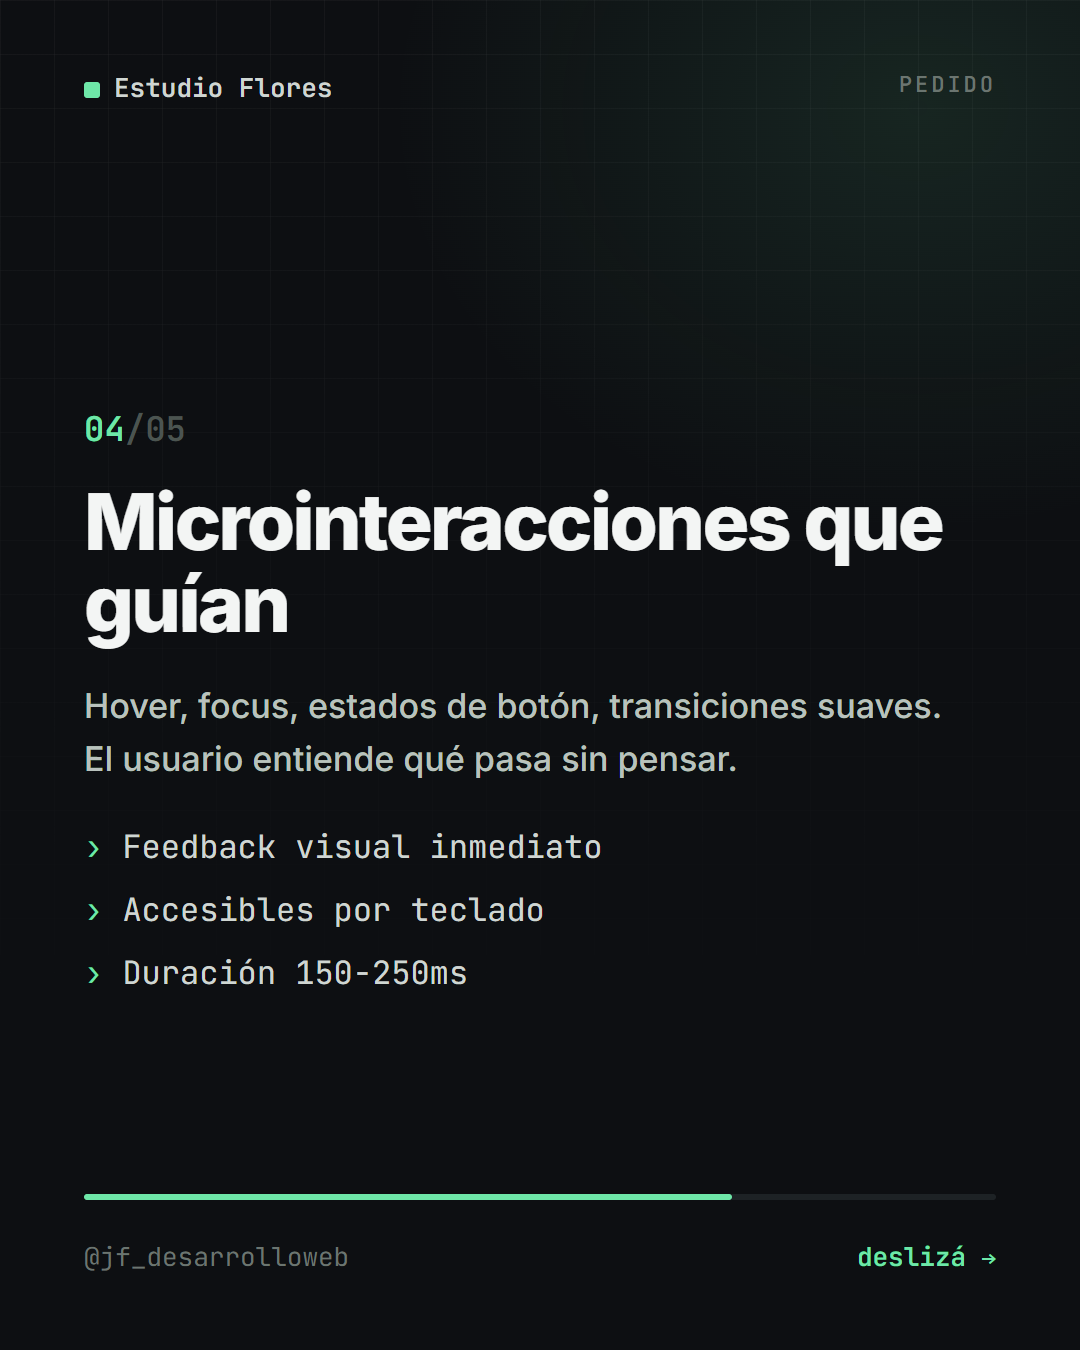 Estudio Flores
PEDIDO
04/05
Microinteracciones que
guían
Hover, focus, estados de botón, transiciones suaves.
El usuario entiende qué pasa sin pensar.
› Feedback visual inmediato
› Accesibles por teclado
› Duración 150-250ms
@jf_desarrolloweb
deslizá →